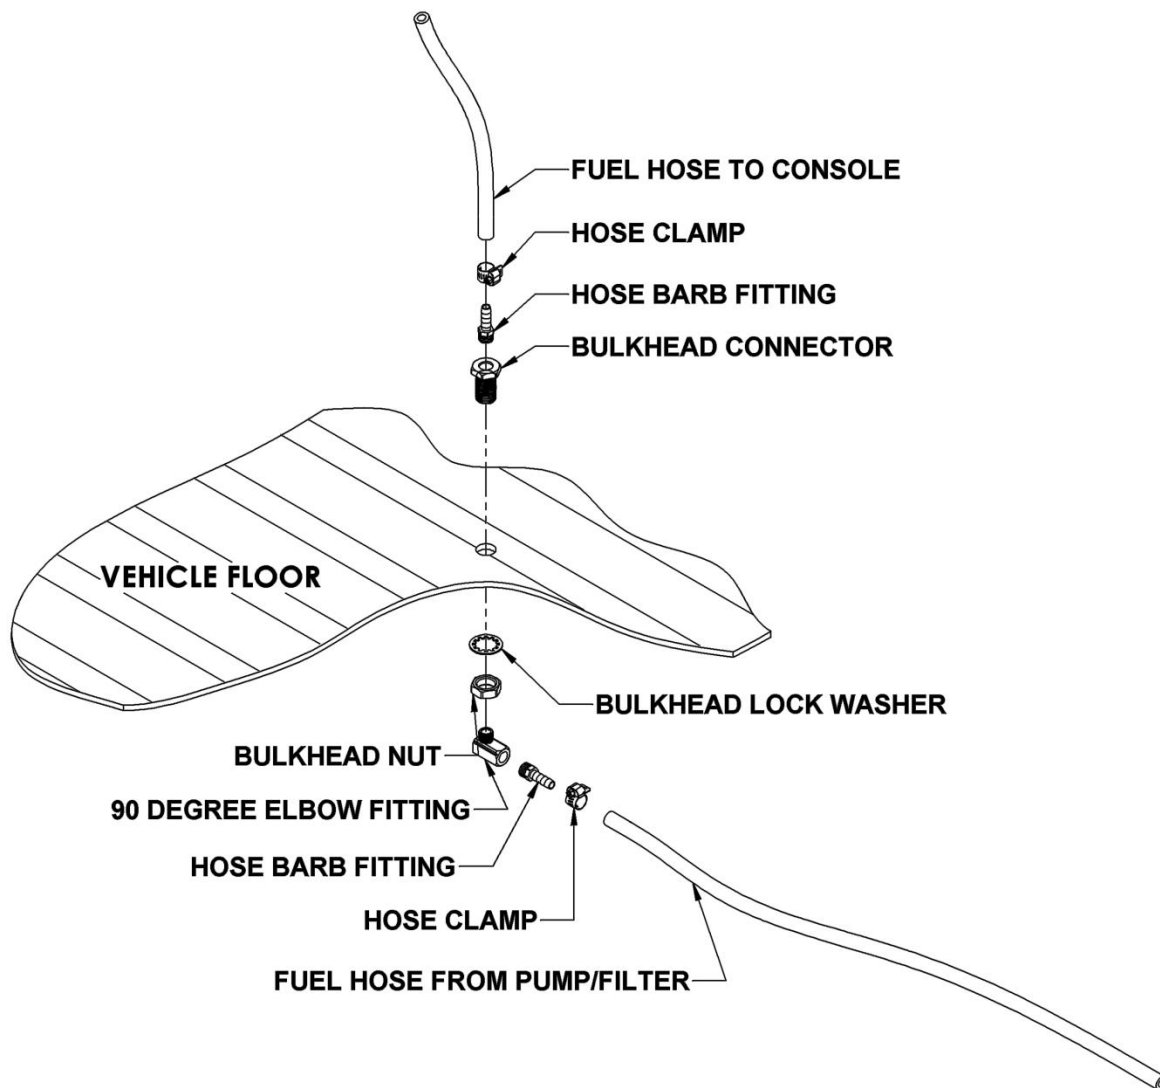 FUEL HOSE TO CONSOLE
HOSE CLAMP
HOSE BARB FITTING
BULKHEAD CONNECTOR
VEHICLE FLOOR
BULKHEAD LOCK WASHER
BULKHEAD NUT
90 DEGREE ELBOW FITTING
HOSE BARB FITTING
HOSE CLAMP
FUEL HOSE FROM PUMP/FILTER